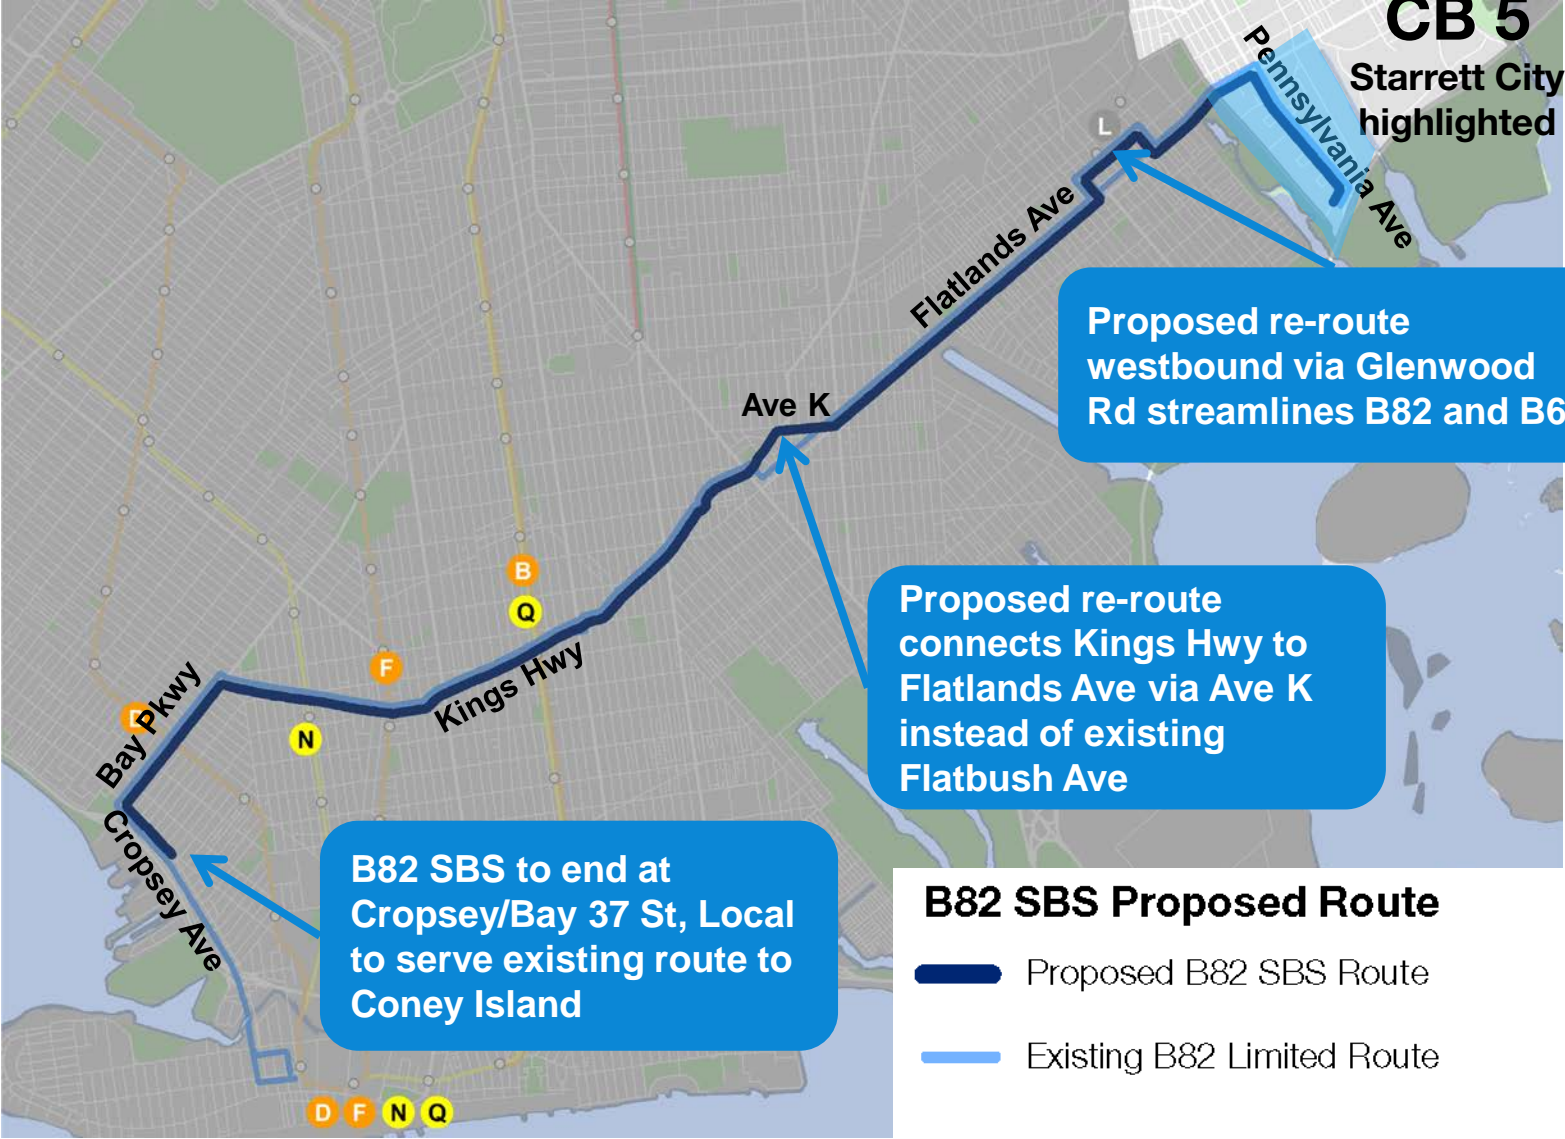 CB 5
Starrett City
highlighted
Pennsylvania Ave
L
Flatlands Ave
Proposed re-route
westbound via Glenwood
Rd streamlines B82 and B6
Ave K
B
Q
Proposed re-route
connects Kings Hwy to
Flatlands Ave via Ave K
instead of existing
Flatbush Ave
F
Kings Hwy
Bay Pkwy
D
N
Cropsey Ave
B82 SBS to end at
Cropsey/Bay 37 St, Local
to serve existing route to
Coney Island
B82 SBS Proposed Route
Proposed B82 SBS Route
Existing B82 Limited Route
D F N Q